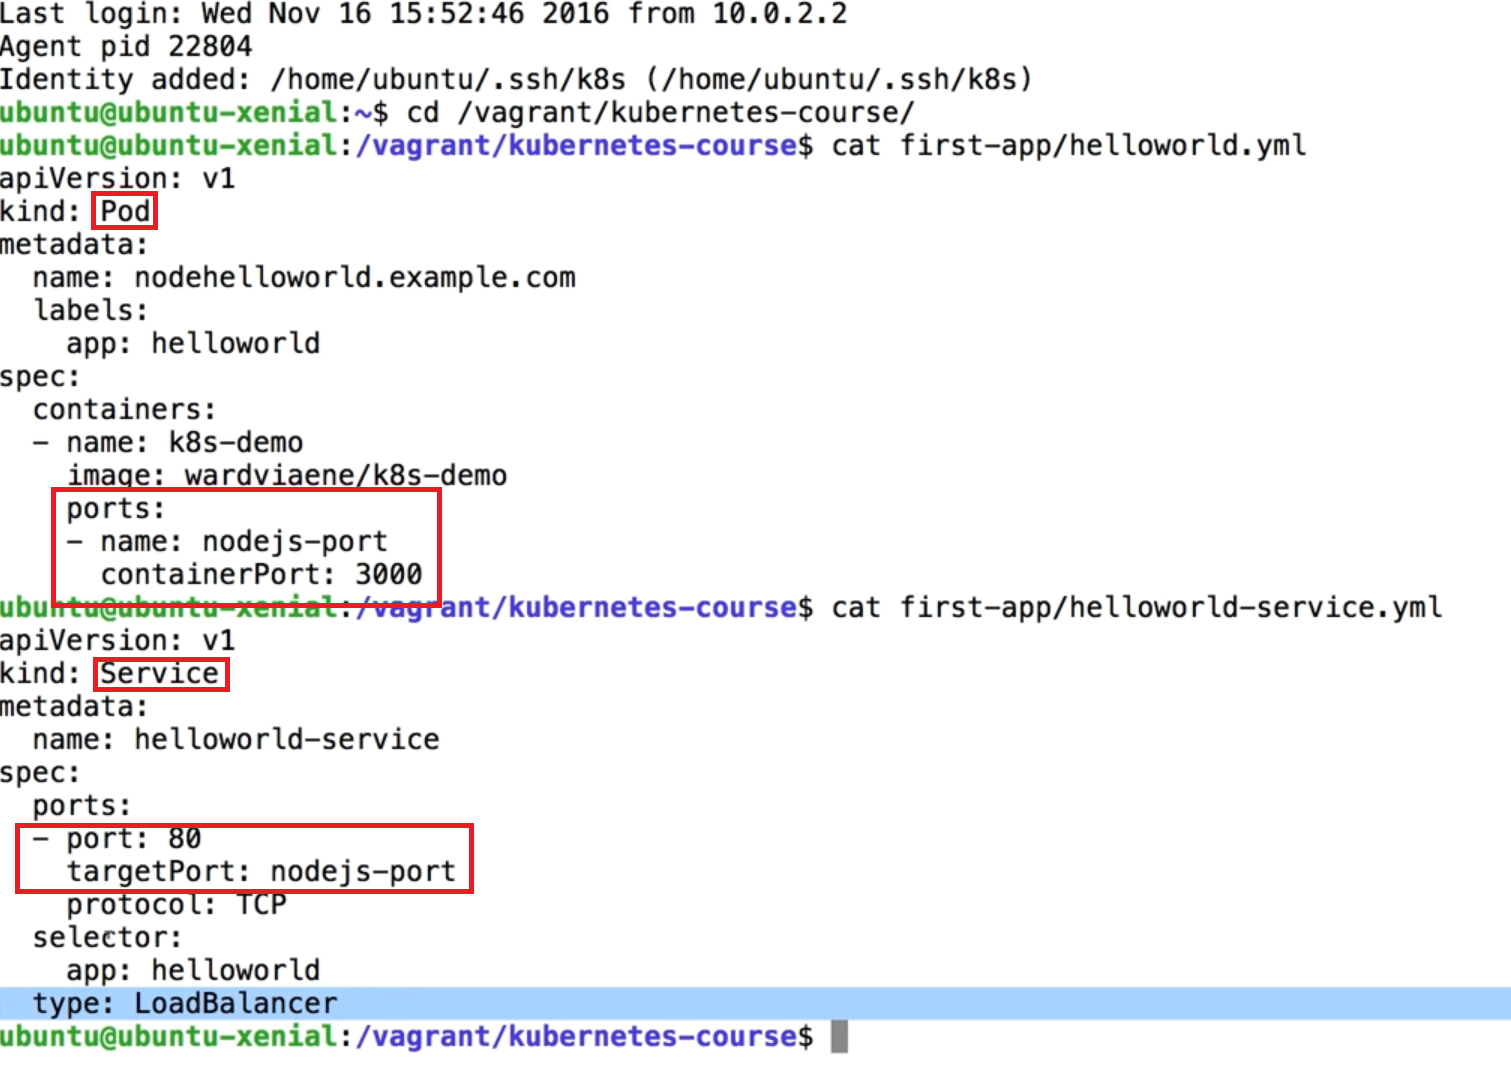 Last login: Wed Nov 16 15:52:46 2016 from 10.0.2.2
Agent pid 22804
Identity added: /home/ubuntu/.ssh/k8s (/home/ubuntu/.ssh/k8s)
ubuntu@ubuntu-xenial:~$ cd /vagrant/kubernetes-course/
ubuntu@ubuntu-xenial:/vagrant/kubernetes-course$ cat first-app/helloworld.yml
apiVersion: v1
kind: Pod
metadata:
  name: nodehelloworld.example.com
  labels:
    app: helloworld
spec:
  containers:
  - name: k8s-demo
    image: wardviaene/k8s-demo
    ports:
    - name: nodejs-port
      containerPort: 3000
ubuntu@ubuntu-xenial:/vagrant/kubernetes-course$ cat first-app/helloworld-service.yml
apiVersion: v1
kind: Service
metadata:
  name: helloworld-service
spec:
  ports:
  - port: 80
    targetPort: nodejs-port
    protocol: TCP
  selector:
    app: helloworld
  type: LoadBalancer
ubuntu@ubuntu-xenial:/vagrant/kubernetes-course$